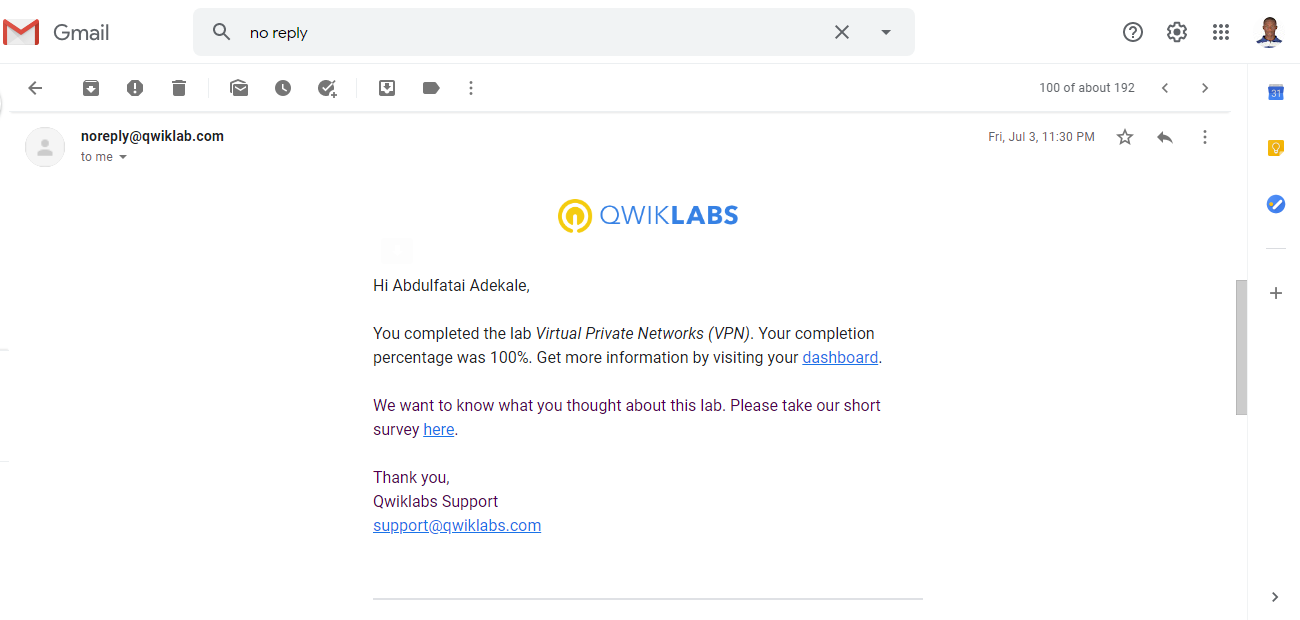 Gmail
no reply
100 of about 192
noreply@qwiklab.com
Fri, Jul 3, 11:30 PM
to me
31
QWIKLABS
Hi Abdulfatai Adekale,
You completed the lab Virtual Private Networks (VPN). Your completion
percentage was 100%. Get more information by visiting your dashboard.
We want to know what you thought about this lab. Please take our short
survey here.
Thank you,
Qwiklabs Support
support@qwiklabs.com